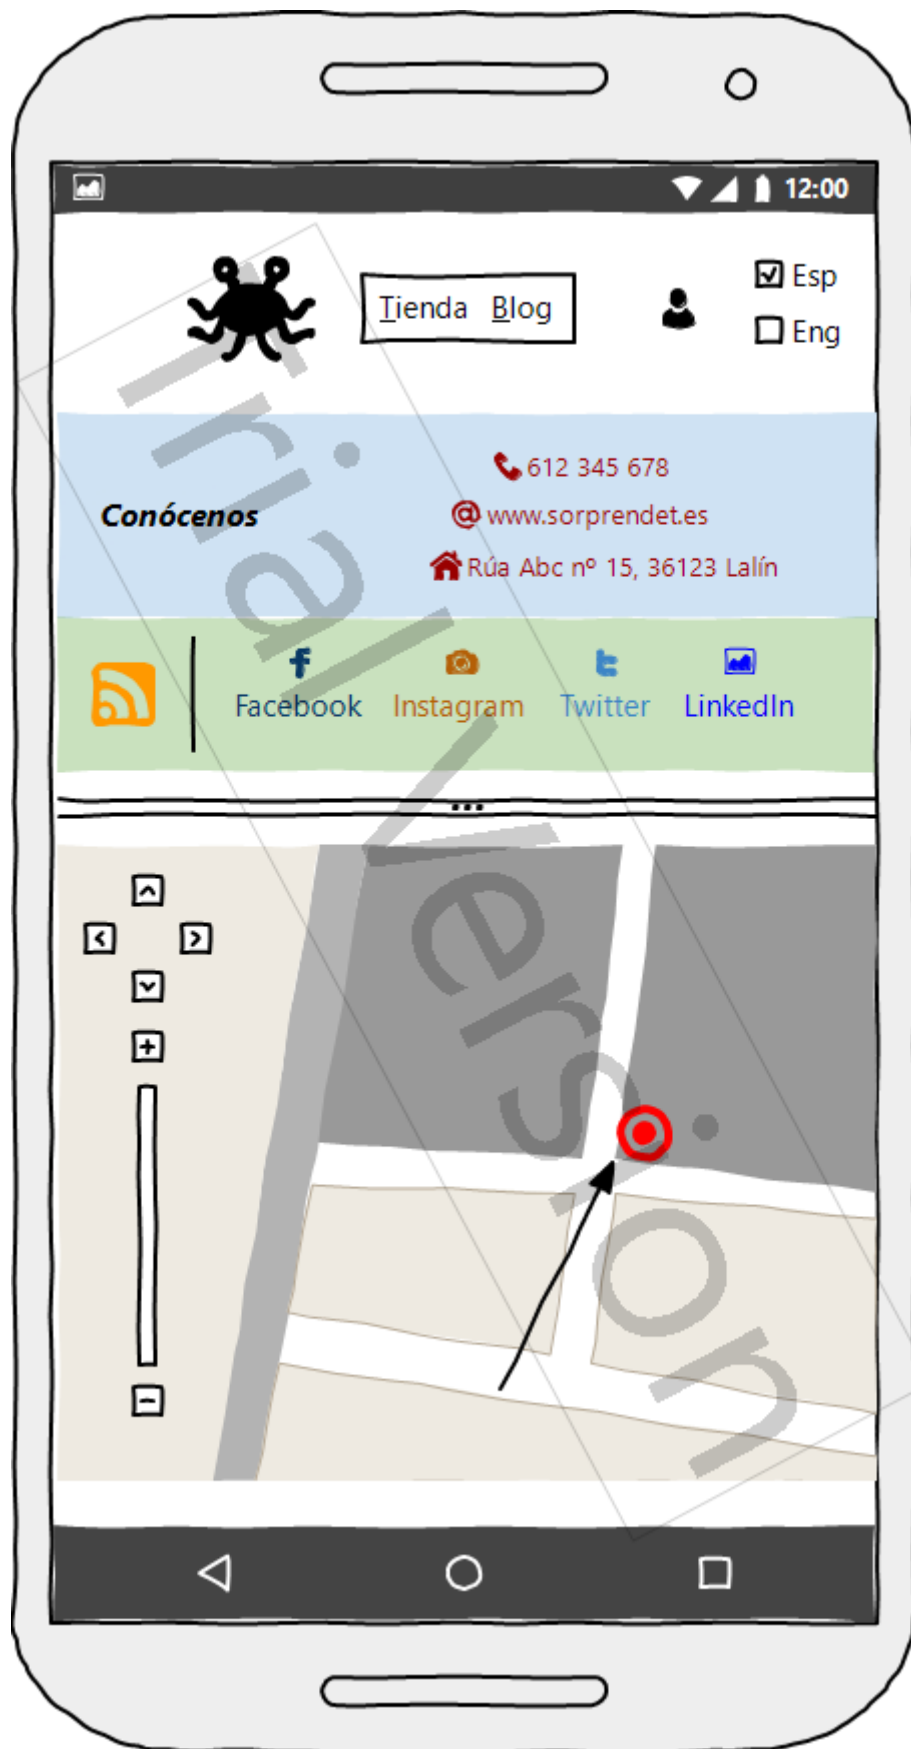 12:00
Tienda Blog
Esp
Eng
612 345 678
Conócenos
www.sorprendet.es
Rúa Abc nº 15, 36123 Lalín
Facebook Instagram Twitter LinkedIn
Trial Version